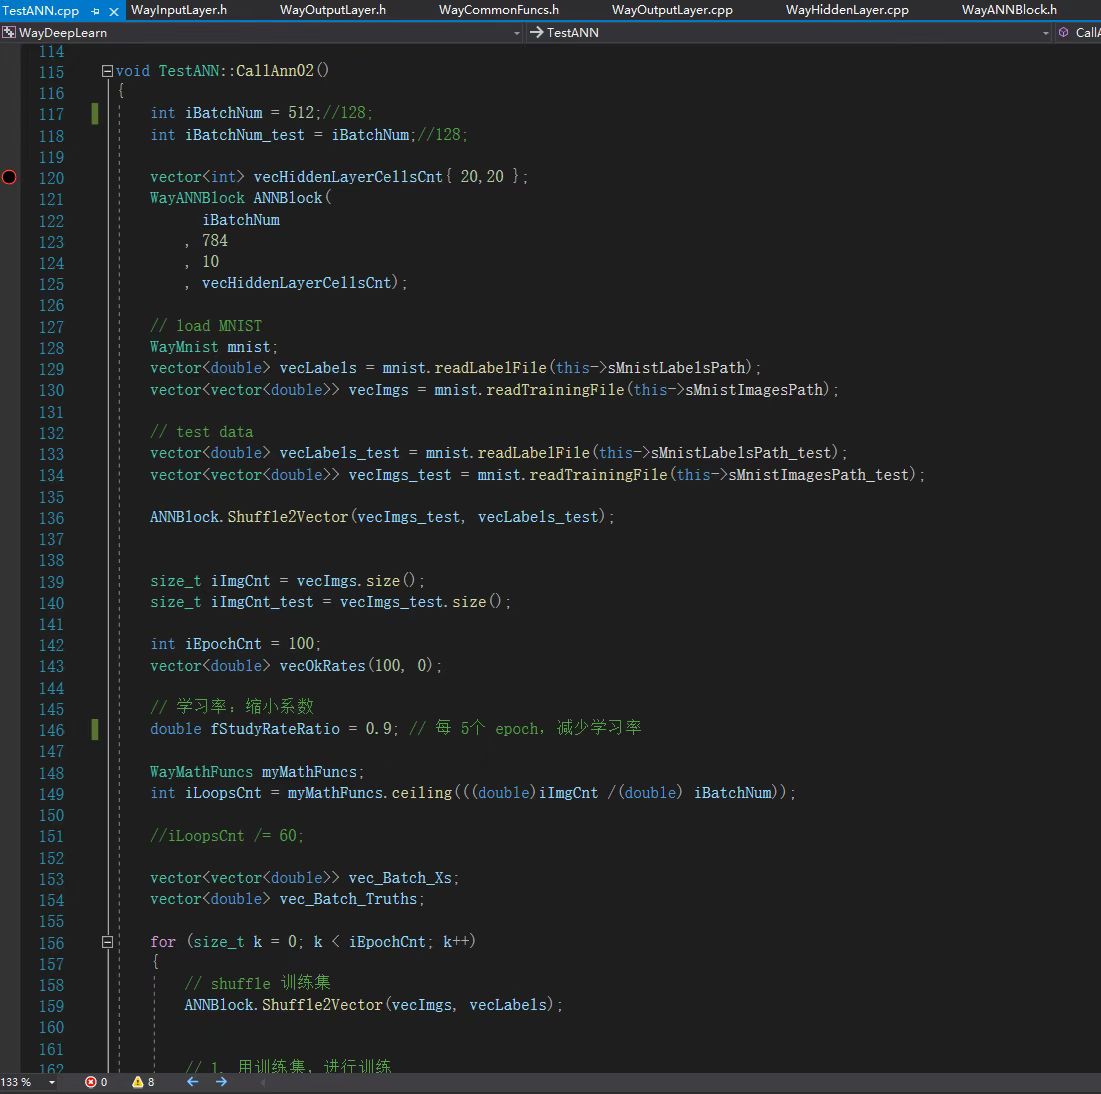 TestANN.cpp WayInputLayer.h WayOutputLayer.h WayCommonFuncs.h WayOutputLayer.cpp WayHiddenLayer.cpp WayANNBlock.h
WayDeepLearn TestANN CallA
114
115 void TestANN::CallAnn02()
116 {
117 int iBatchNum = 512;//128;
118 int iBatchNum_test = iBatchNum;//128;
119
120 vector<int> vecHiddenLayerCellsCnt{ 20,20 };
121 WayANNBlock ANNBlock(
122 iBatchNum
123 , 784
124 , 10
125 , vecHiddenLayerCellsCnt);
126
127 // load MNIST
128 WayMnist mnist;
129 vector<double> vecLabels = mnist.readLabelFile(this->sMnistLabelsPath);
130 vector<vector<double>> vecImgs = mnist.readTrainingFile(this->sMnistImagesPath);
131
132 // test data
133 vector<double> vecLabels_test = mnist.readLabelFile(this->sMnistLabelsPath_test);
134 vector<vector<double>> vecImgs_test = mnist.readTrainingFile(this->sMnistImagesPath_test);
135
136 ANNBlock.Shuffle2Vector(vecImgs_test, vecLabels_test);
137
138
139 size_t iImgCnt = vecImgs.size();
140 size_t iImgCnt_test = vecImgs_test.size();
141
142 int iEpochCnt = 100;
143 vector<double> vecOkRates(100, 0);
144
145 // 学习率：缩小系数
146 double fStudyRateRatio = 0.9; // 每 5个 epoch，减少学习率
147
148 WayMathFuncs myMathFuncs;
149 int iLoopsCnt = myMathFuncs.ceiling(((double)iImgCnt /(double) iBatchNum));
150
151 //iLoopsCnt /= 60;
152
153 vector<vector<double>> vec_Batch_Xs;
154 vector<double> vec_Batch_Truths;
155
156 for (size_t k = 0; k < iEpochCnt; k++)
157 {
158 // shuffle 训练集
159 ANNBlock.Shuffle2Vector(vecImgs, vecLabels);
160
161
162 // 1. 用训练集，进行训练
133 % 0 8